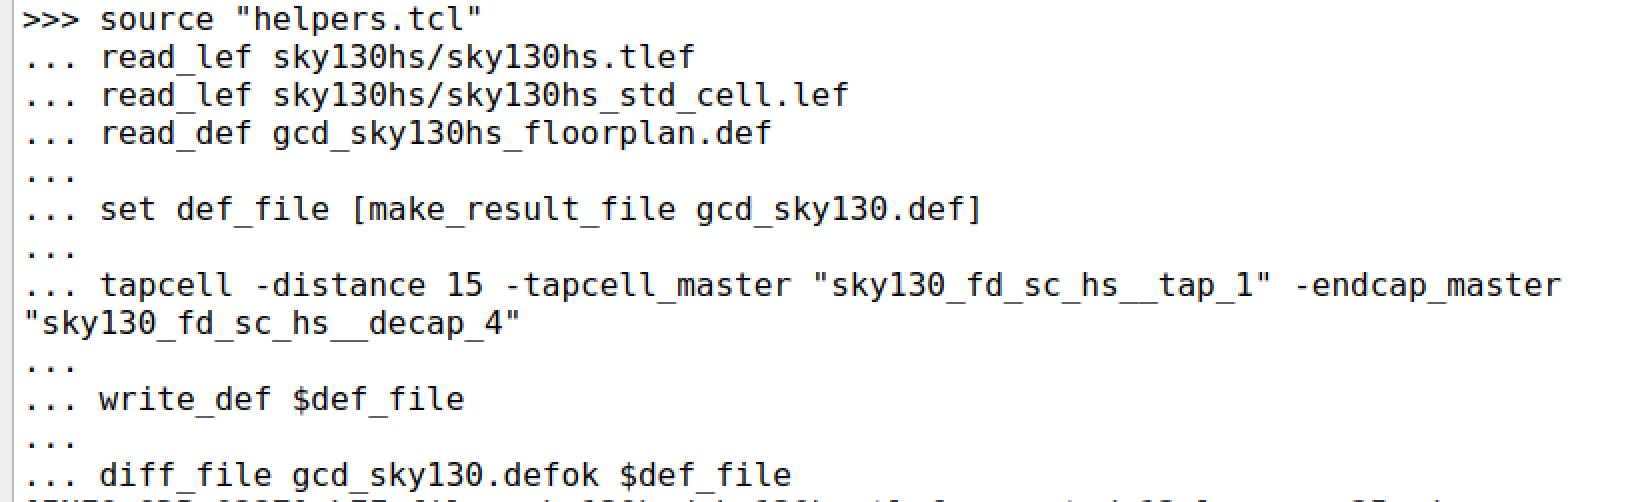 >>> source "helpers.tcl"
... read_lef sky130hs/sky130hs.tlef
... read_lef sky130hs/sky130hs_std_cell.lef
... read_def gcd_sky130hs_floorplan.def
...
... set def_file [make_result_file gcd_sky130.def]
...
... tapcell -distance 15 -tapcell_master "sky130_fd_sc_hs__tap_1" -endcap_master
"sky130_fd_sc_hs__decap_4"
...
... write_def $def_file
...
... diff_file gcd_sky130.defok $def_file